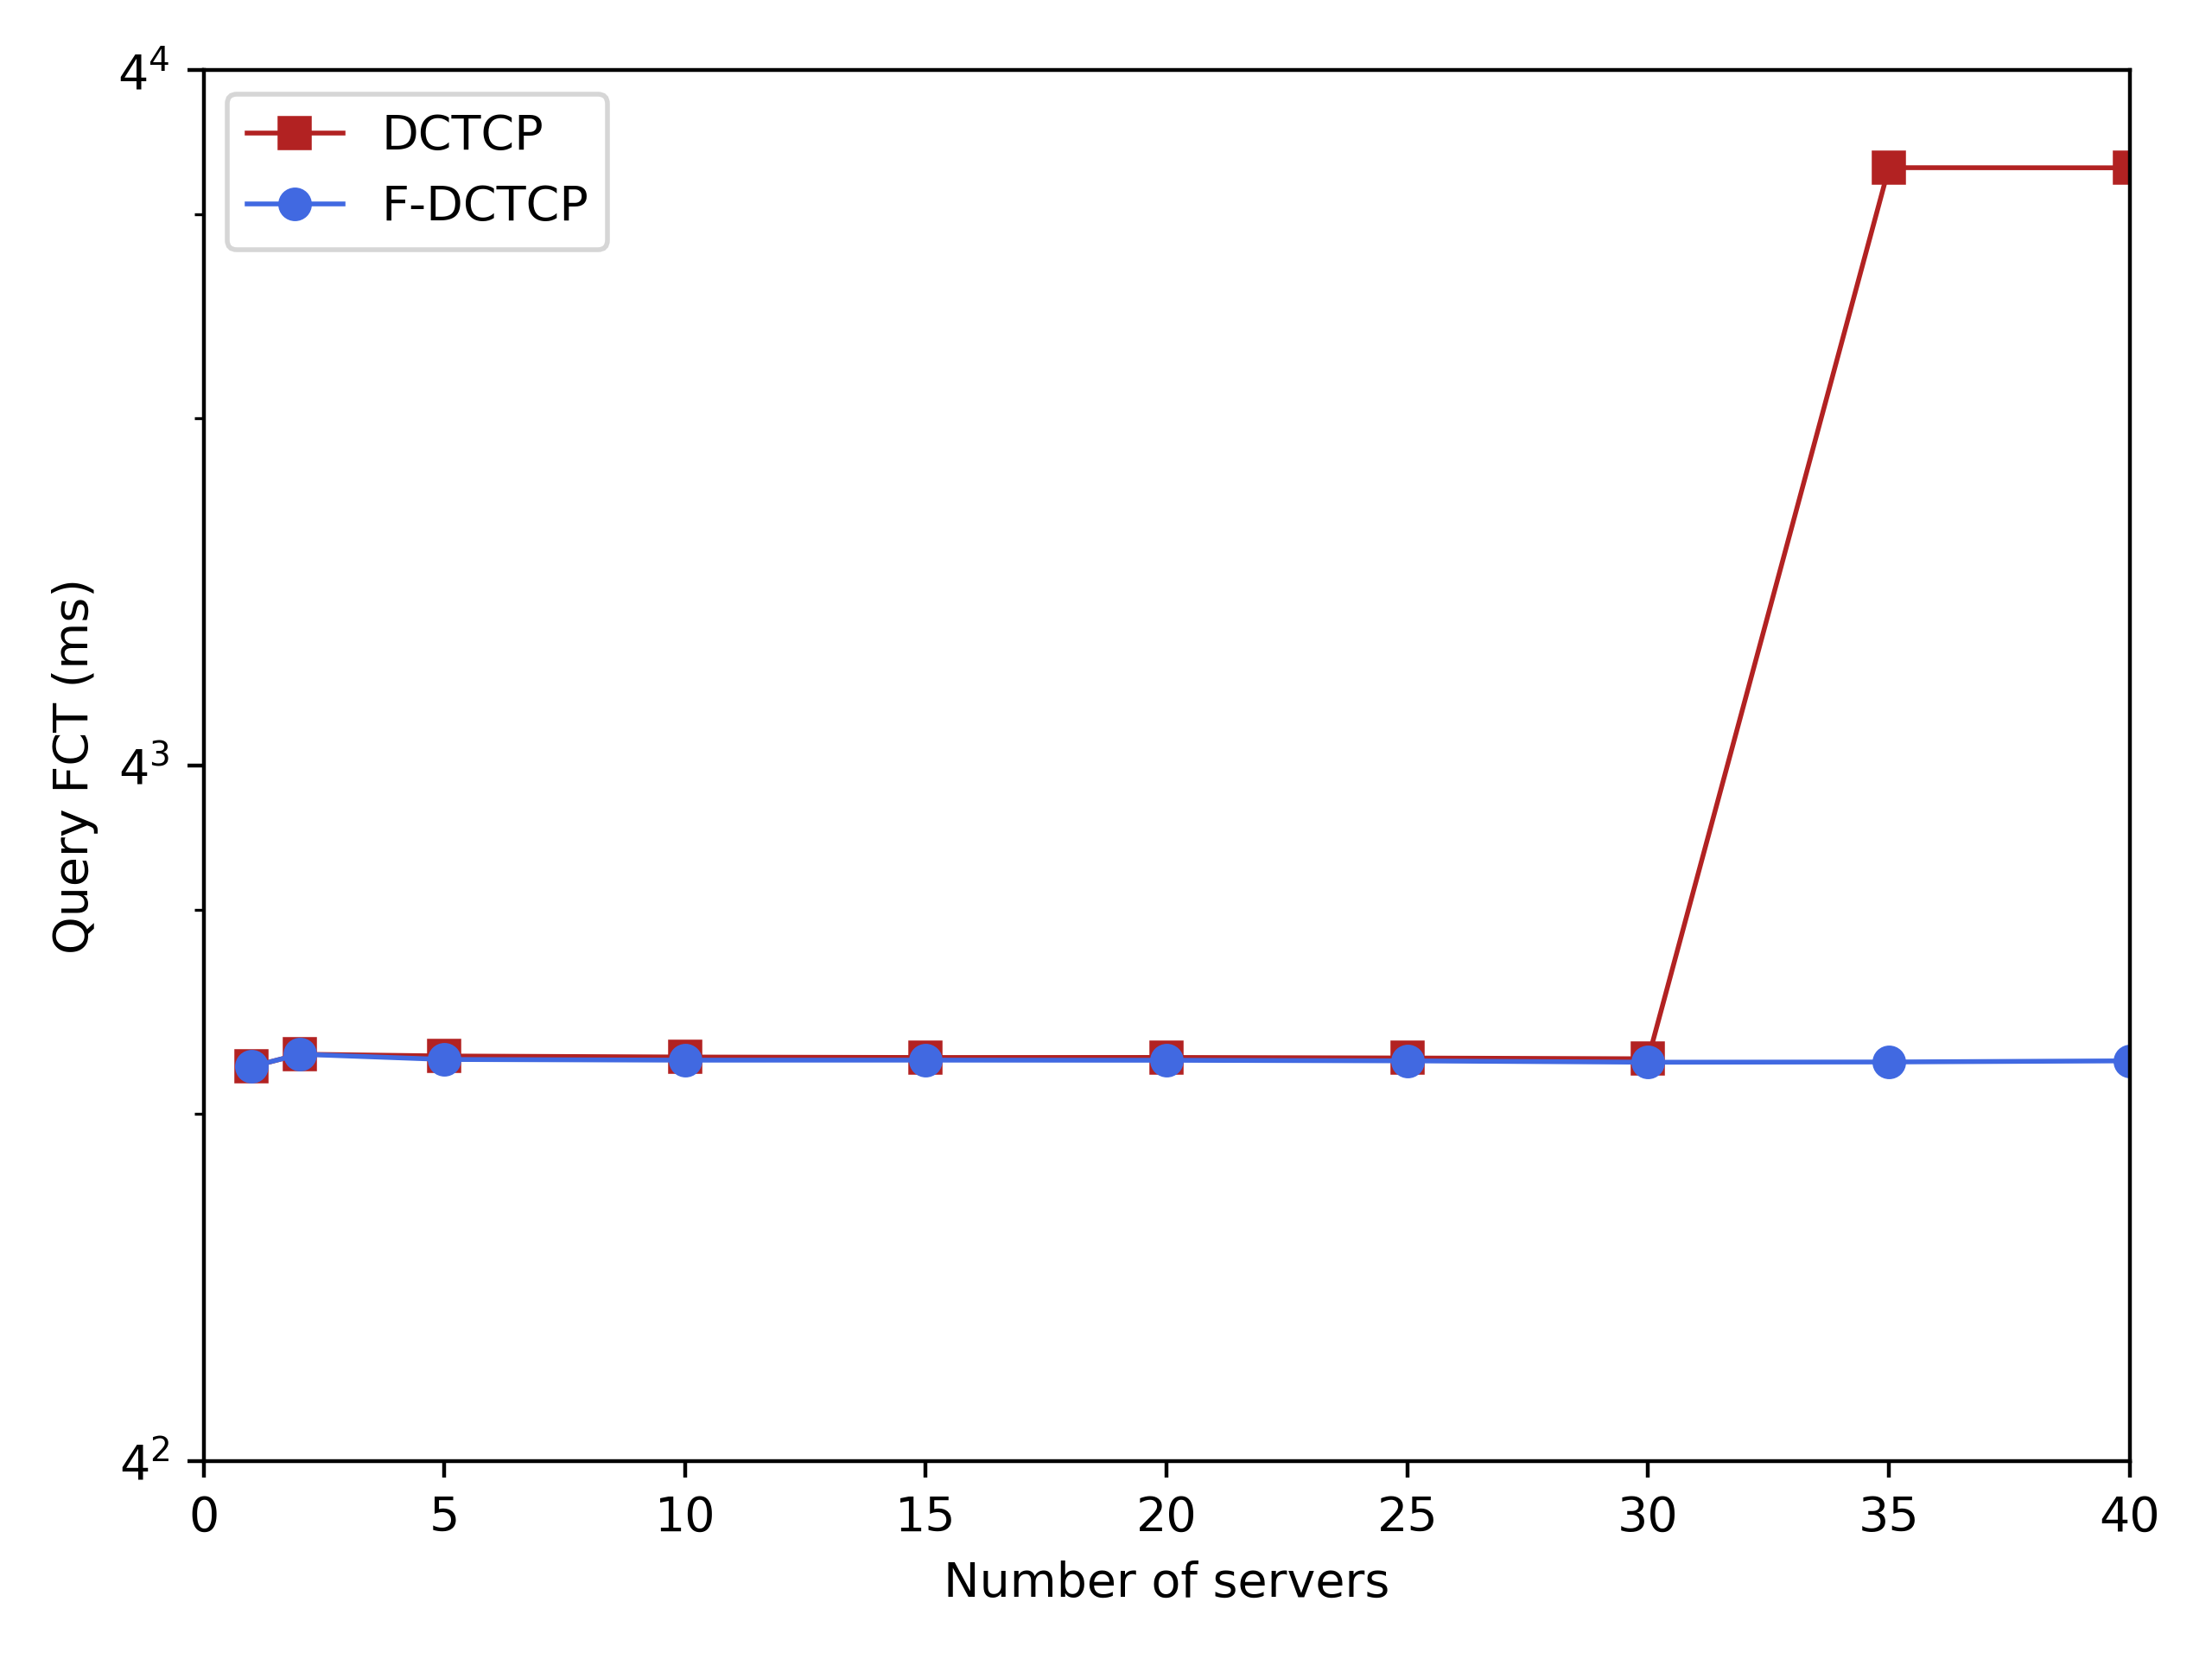 4⁴
DCTCP
F-DCTCP
Query FCT (ms)
4³
4²
0 5 10 15 20 25 30 35 40
Number of servers